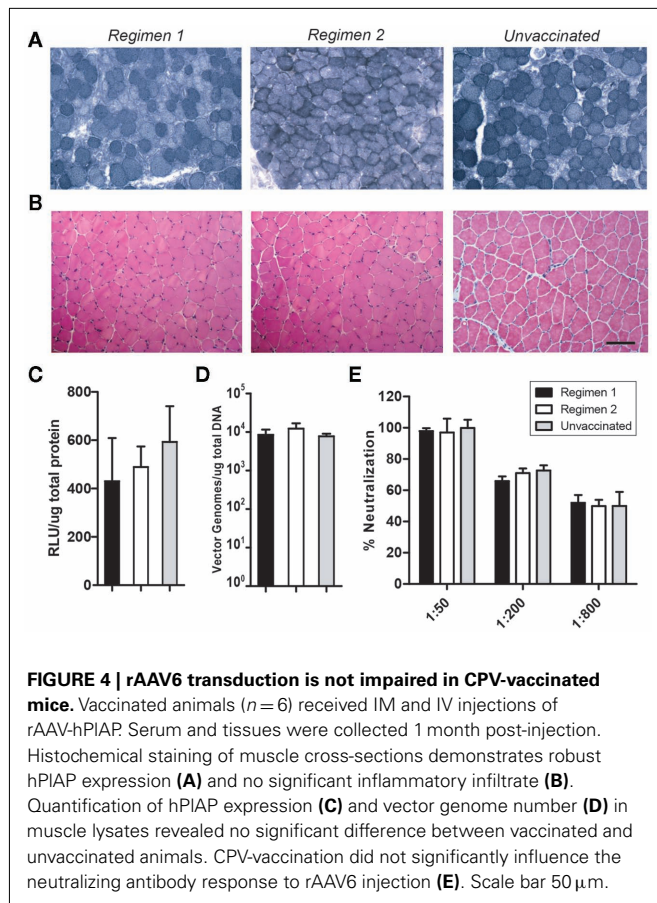 Regimen 1 Regimen 2 Unvaccinated
A
B
C
D
E
RLU/ug total protein
800
600
400
200
0
Vector Genomes/ug total DNA
10⁵
10⁴
10³
10²
10¹
10⁰
% Neutralization
120
100
80
60
40
20
0
1:50
1:200
1:800
Regimen 1
Regimen 2
Unvaccinated
FIGURE 4 | rAAV6 transduction is not impaired in CPV-vaccinated
mice. Vaccinated animals (n = 6) received IM and IV injections of
rAAV-hPlAP. Serum and tissues were collected 1 month post-injection.
Histochemical staining of muscle cross-sections demonstrates robust
hPlAP expression (A) and no significant inflammatory infiltrate (B).
Quantification of hPlAP expression (C) and vector genome number (D) in
muscle lysates revealed no significant difference between vaccinated and
unvaccinated animals. CPV-vaccination did not significantly influence the
neutralizing antibody response to rAAV6 injection (E). Scale bar 50 μm.